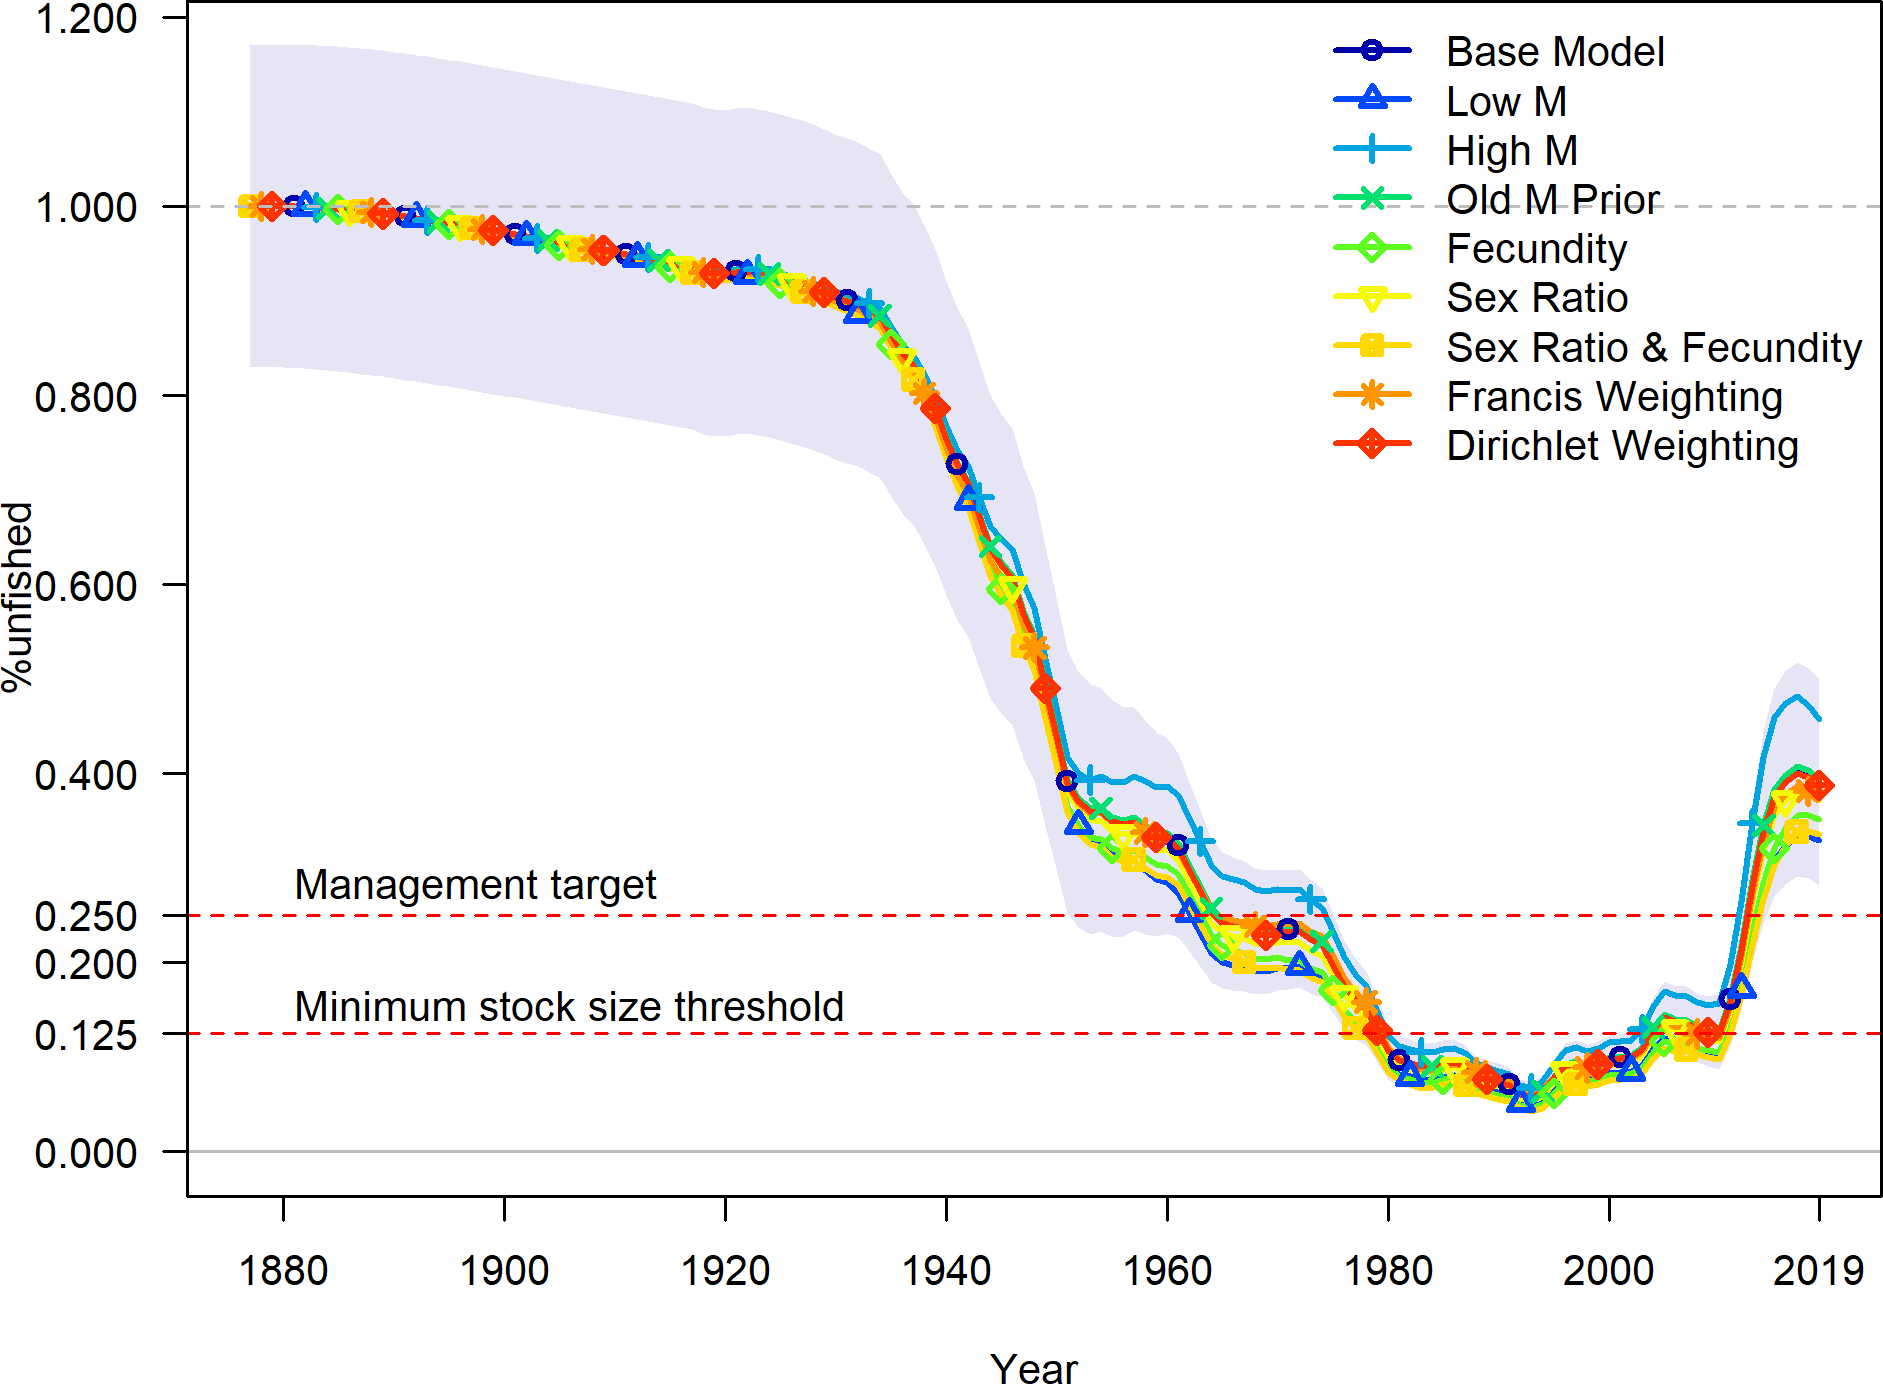 1.200
1.000
0.800
0.600
0.400
0.250
0.200
0.125
0.000
%unfished
Base Model
Low M
High M
Old M Prior
Fecundity
Sex Ratio
Sex Ratio & Fecundity
Francis Weighting
Dirichlet Weighting
Management target
Minimum stock size threshold
1880 1900 1920 1940 1960 1980 2000 2019
Year